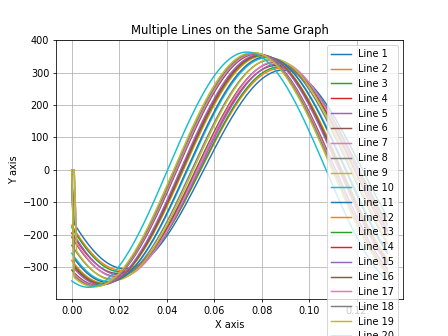 Multiple Lines on the Same Graph
Y axis
400
300
200
100
0
−100
−200
−300
0.00
0.02
0.04
0.06
0.08
0.10
X axis
Line 1
Line 2
Line 3
Line 4
Line 5
Line 6
Line 7
Line 8
Line 9
Line 10
Line 11
Line 12
Line 13
Line 14
Line 15
Line 16
Line 17
Line 18
Line 19
Line 20